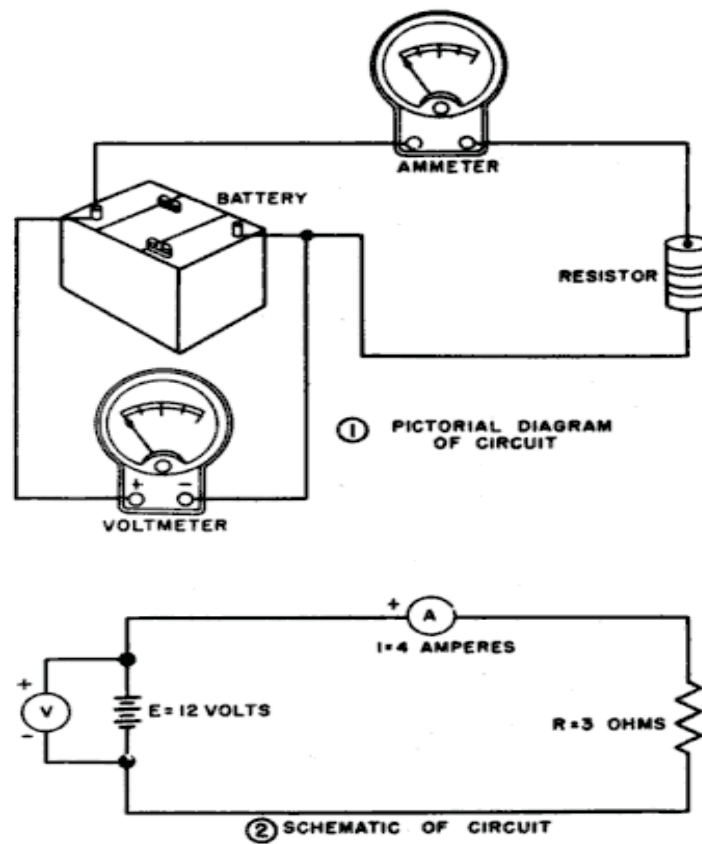 AMMETER
BATTERY
RESISTOR
① PICTORIAL DIAGRAM
OF CIRCUIT
+ -
VOLTMETER
+ A
I=4 AMPERES
+
V
-
E=12 VOLTS
R=3 OHMS
② SCHEMATIC OF CIRCUIT